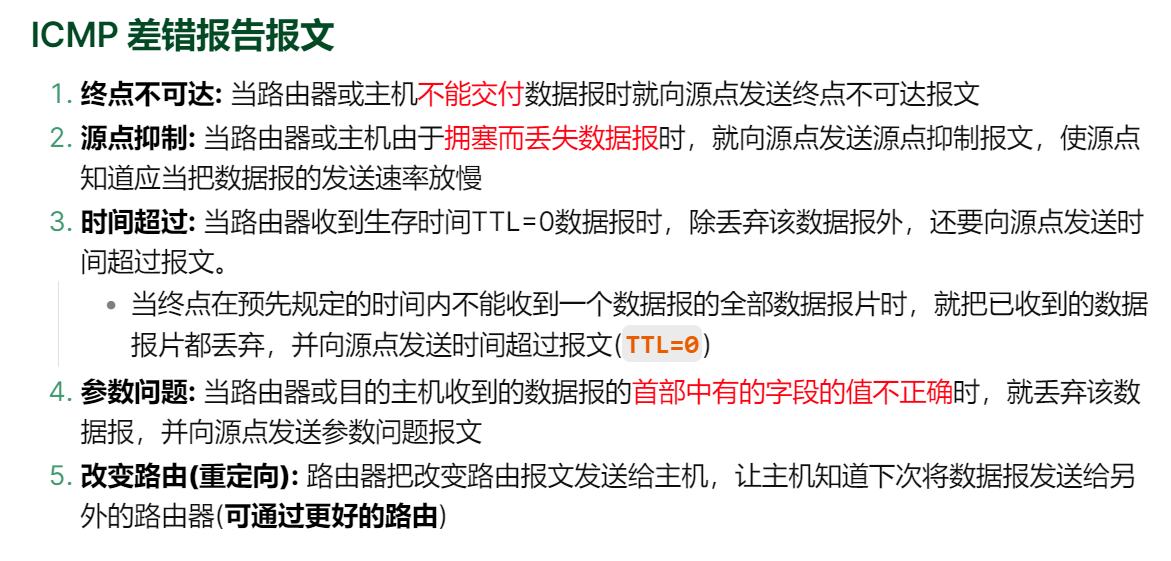 ICMP 差错报告报文
1. 终点不可达: 当路由器或主机不能交付数据报时就向源点发送终点不可达报文
2. 源点抑制: 当路由器或主机由于拥塞而丢失数据报时，就向源点发送源点抑制报文，使源点
知道应当把数据报的发送速率放慢
3. 时间超过: 当路由器收到生存时间TTL=0数据报时，除丢弃该数据报外，还要向源点发送时
间超过报文。
• 当终点在预先规定的时间内不能收到一个数据报的全部数据报片时，就把已收到的数据
报片都丢弃，并向源点发送时间超过报文(TTL=0)
4. 参数问题: 当路由器或目的主机收到的数据报的首部中有的字段的值不正确时，就丢弃该数
据报，并向源点发送参数问题报文
5. 改变路由(重定向): 路由器把改变路由报文发送给主机，让主机知道下次将数据报发送给另
外的路由器(可通过更好的路由)